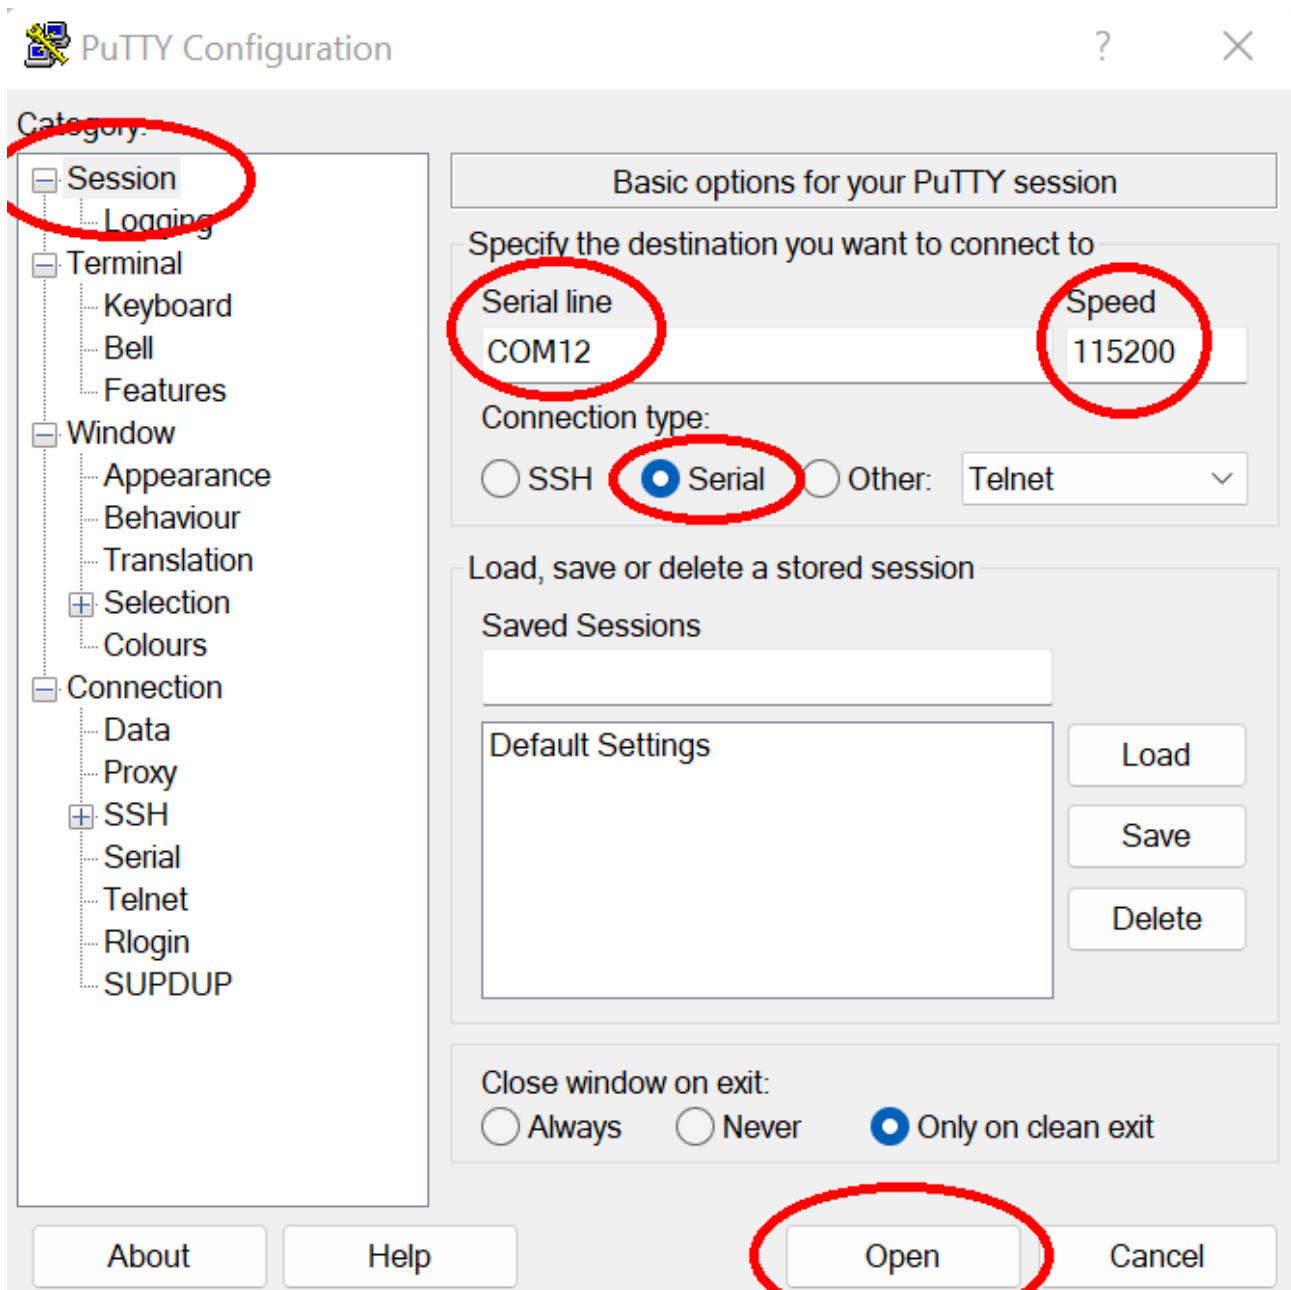 PuTTY Configuration
?
Category:
Session
Logging
Terminal
Keyboard
Bell
Features
Window
Appearance
Behaviour
Translation
Selection
Colours
Connection
Data
Proxy
SSH
Serial
Telnet
Rlogin
SUPDUP
Basic options for your PuTTY session
Specify the destination you want to connect to
Serial line Speed
COM12 115200
Connection type:
SSH Serial Other: Telnet
Load, save or delete a stored session
Saved Sessions
Default Settings
Load
Save
Delete
Close window on exit:
Always Never Only on clean exit
About Help Open Cancel